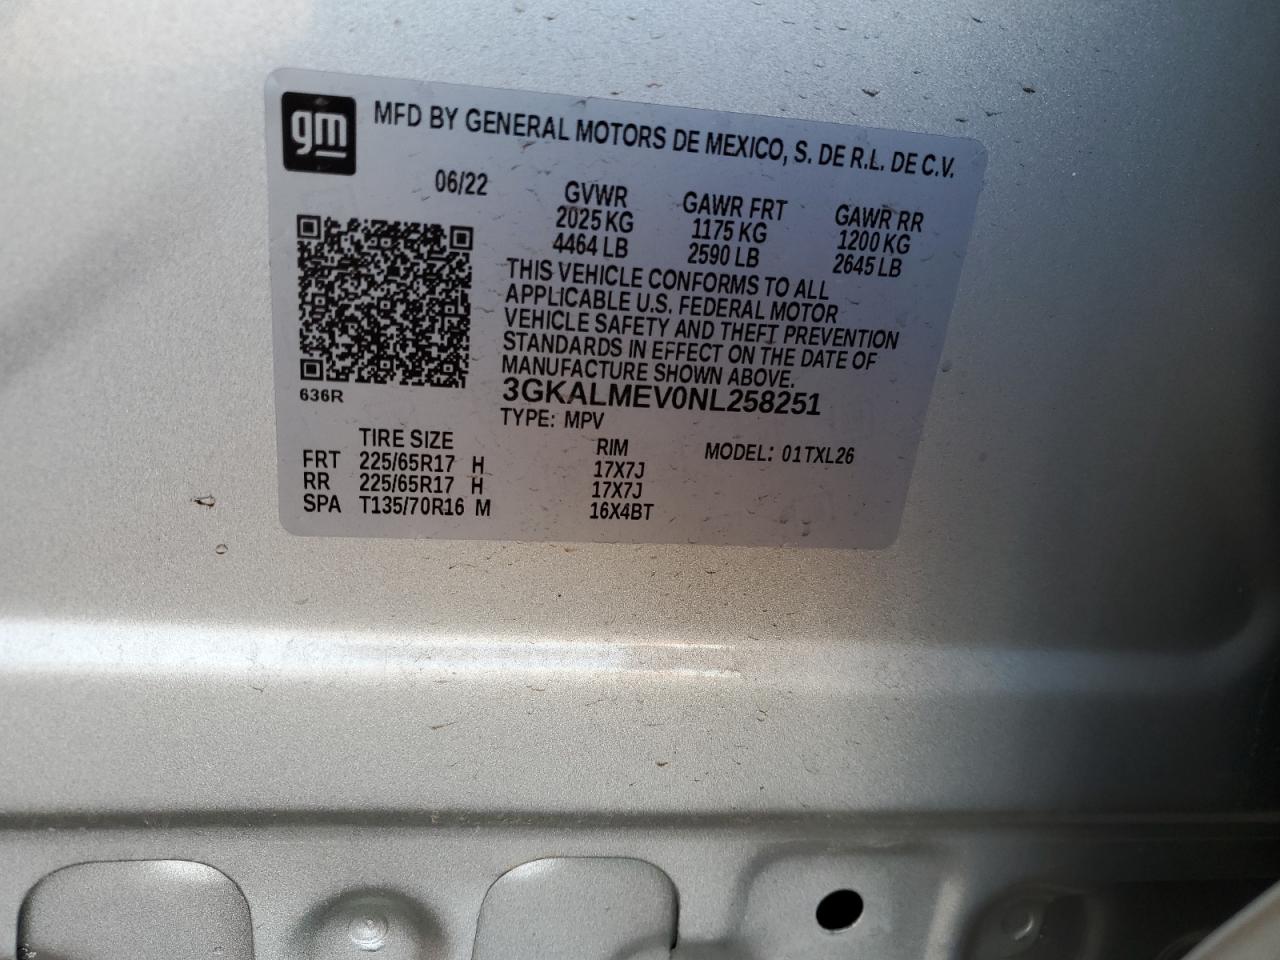 gm
MFD BY GENERAL MOTORS DE MEXICO, S. DE R.L. DE C.V.
06/22 GVWR GAWR FRT GAWR RR
2025 KG 1175 KG 1200 KG
4464 LB 2590 LB 2645 LB
THIS VEHICLE CONFORMS TO ALL
APPLICABLE U.S. FEDERAL MOTOR
VEHICLE SAFETY AND THEFT PREVENTION
STANDARDS IN EFFECT ON THE DATE OF
MANUFACTURE SHOWN ABOVE.
636R
3GKALMEV0NL258251
TYPE: MPV
TIRE SIZE RIM MODEL: 01TXL26
FRT 225/65R17 H 17X7J
RR 225/65R17 H 17X7J
SPA T135/70R16 M 16X4BT